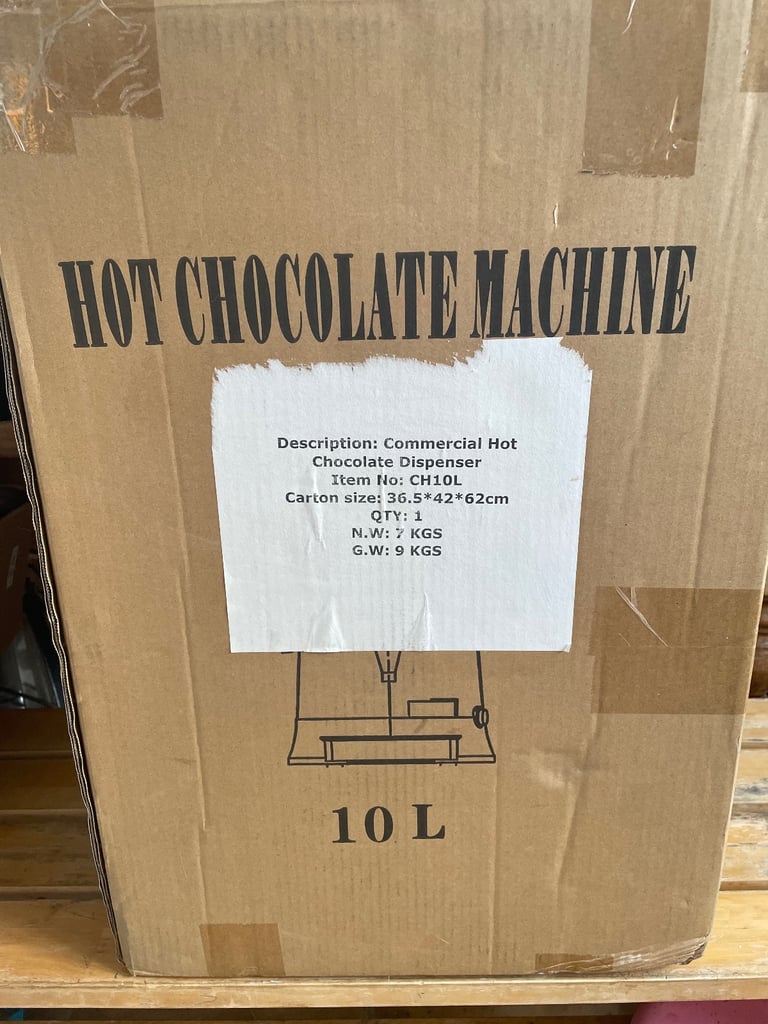 HOT CHOCOLATE MACHINE
Description: Commercial Hot
Chocolate Dispenser
Item No: CH10L
Carton size: 36.5*42*62cm
QTY: 1
N.W: 7 KGS
G.W: 9 KGS
10 L